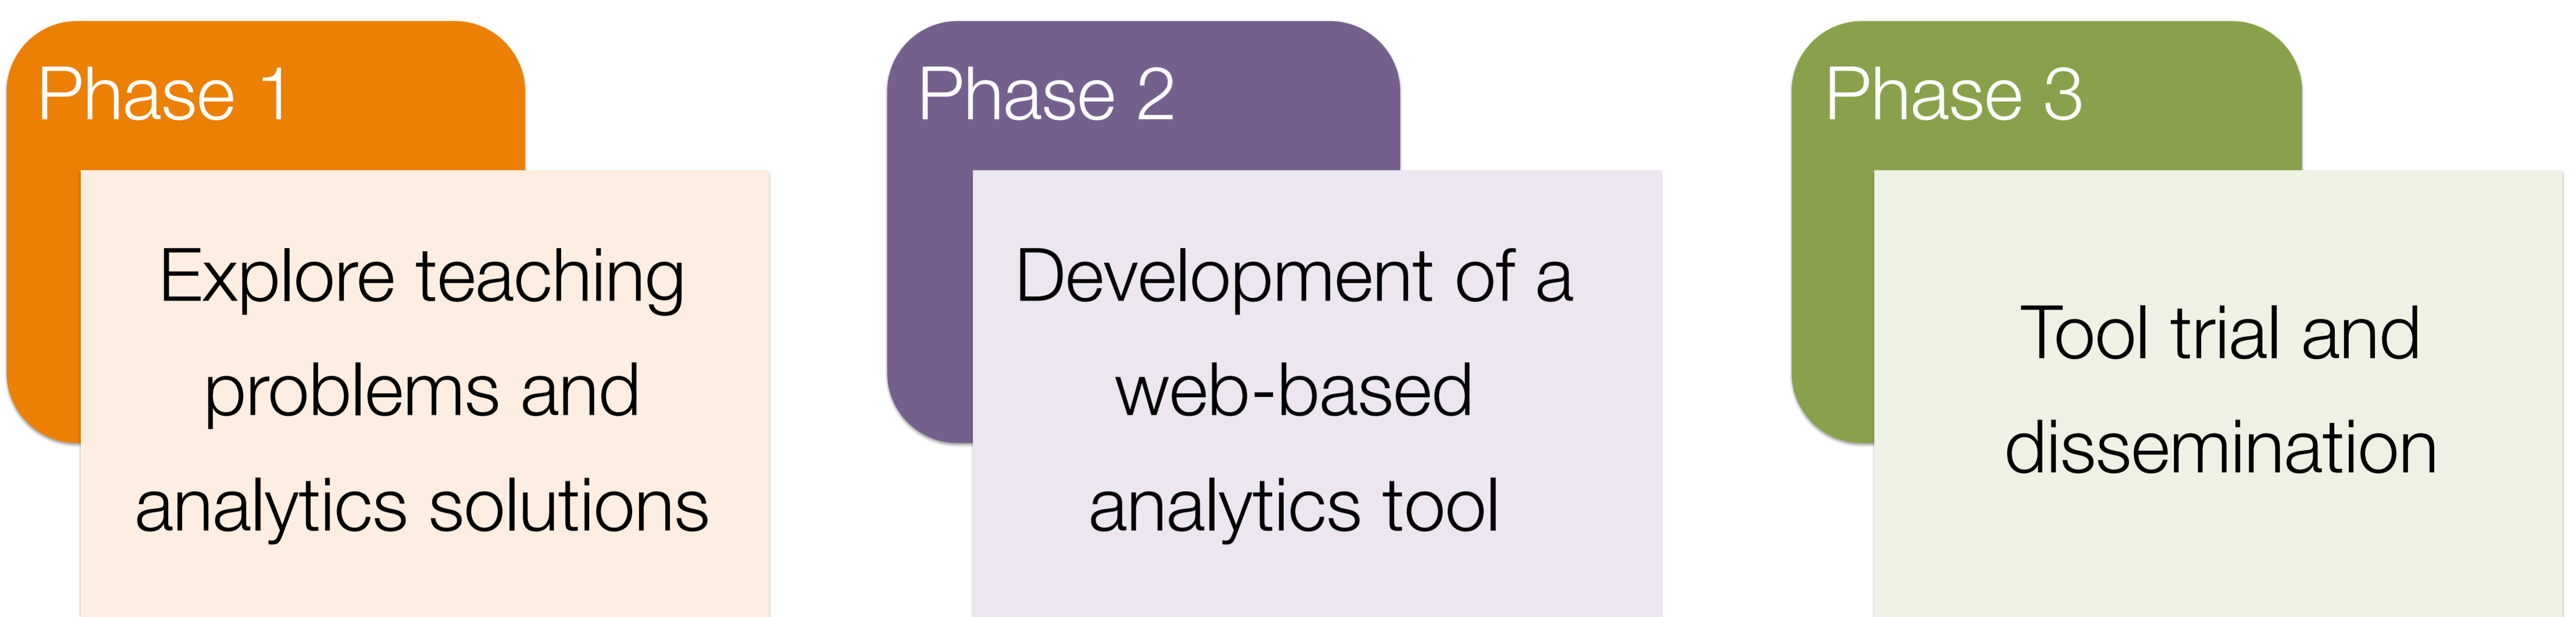 Phase 1
Explore teaching
problems and
analytics solutions
Phase 2
Development of a
web-based
analytics tool
Phase 3
Tool trial and
dissemination